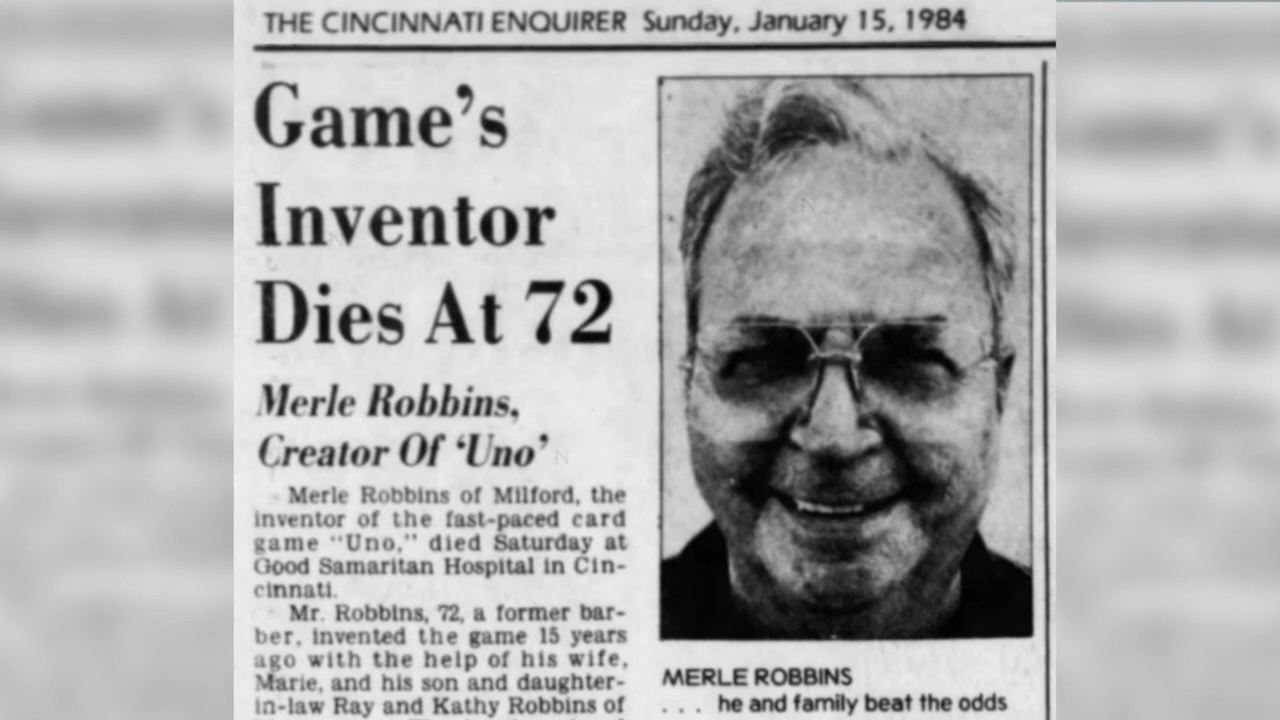 THE CINCINNATI ENQUIRER Sunday, January 15, 1984
Game's
Inventor
Dies At 72
Merle Robbins,
Creator Of 'Uno'
Merle Robbins of Milford, the
inventor of the fast-paced card
game "Uno," died Saturday at
Good Samaritan Hospital in Cin-
cinnati.
Mr. Robbins, 72, a former bar-
ber, invented the game 15 years
ago with the help of his wife,
Marie, and his son and daughter-
in-law Ray and Kathy Robbins of
MERLE ROBBINS
. . . he and family beat the odds